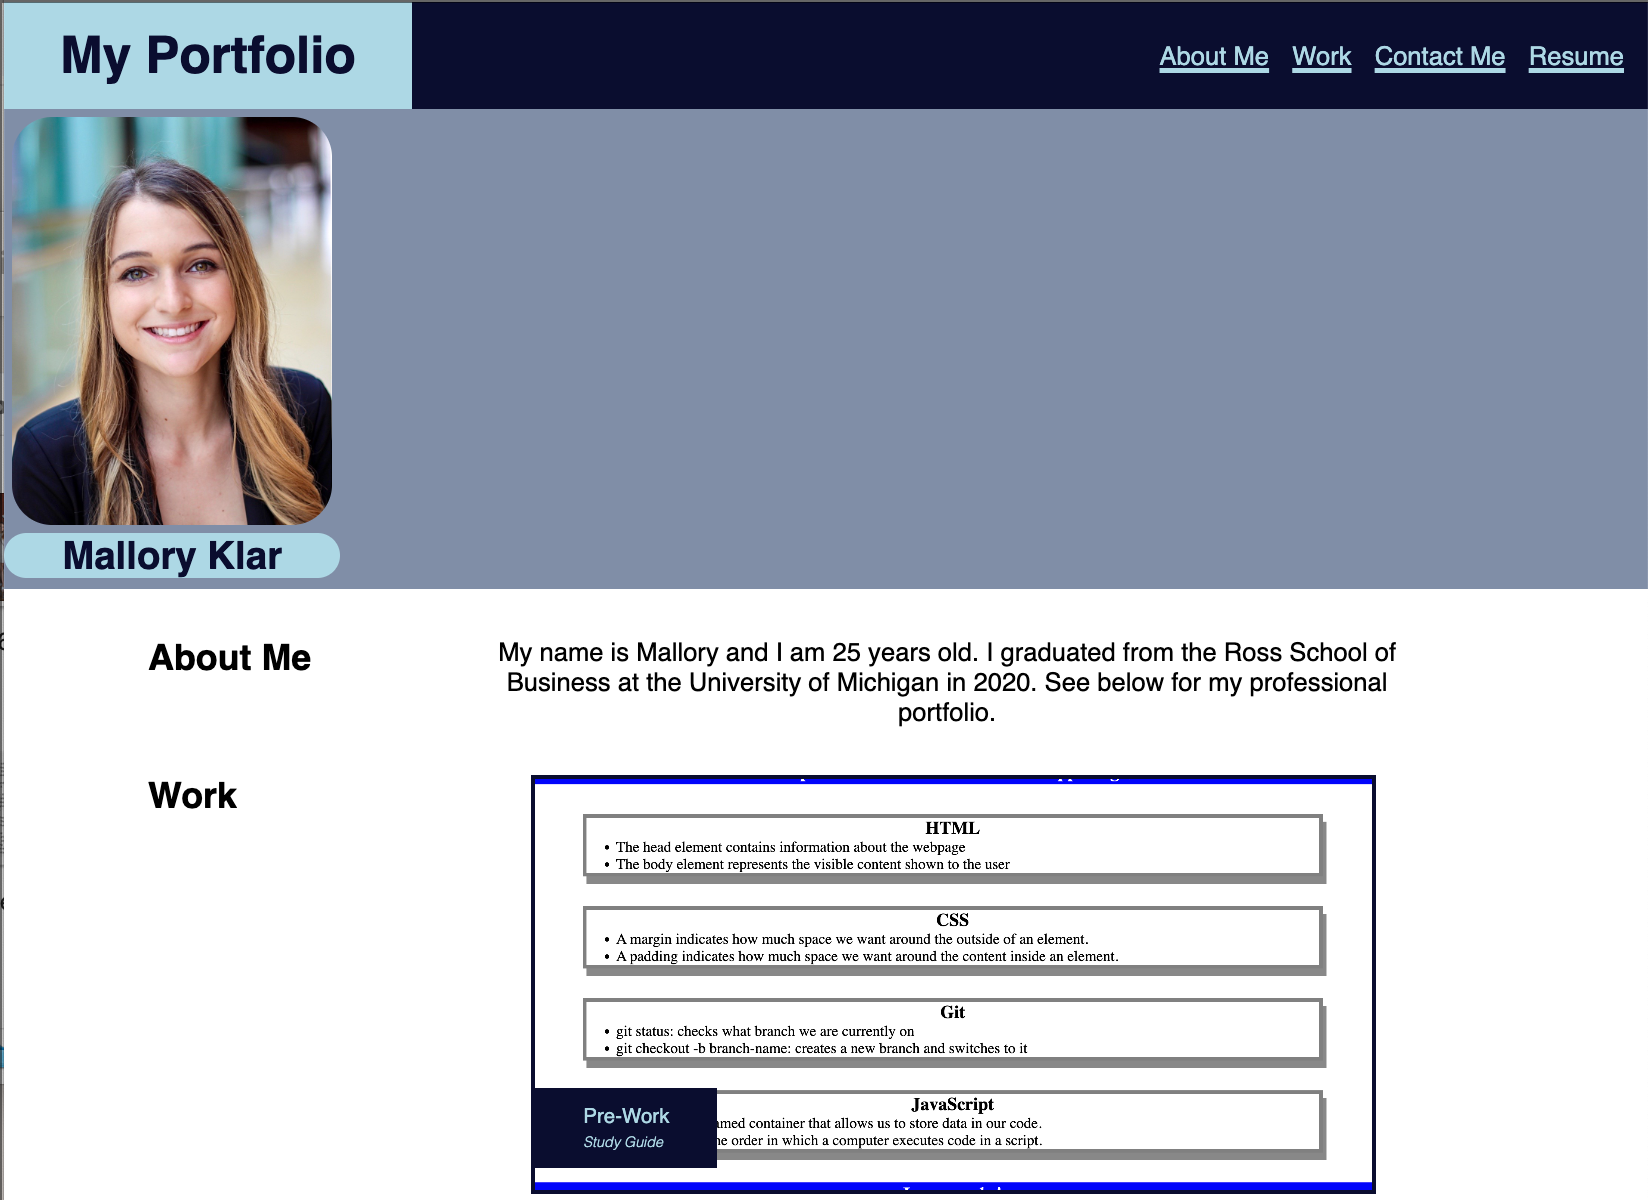 My Portfolio
About Me Work Contact Me Resume
Mallory Klar
About Me
My name is Mallory and I am 25 years old. I graduated from the Ross School of
Business at the University of Michigan in 2020. See below for my professional
portfolio.
Work
HTML
• The head element contains information about the webpage
• The body element represents the visible content shown to the user
CSS
• A margin indicates how much space we want around the outside of an element.
• A padding indicates how much space we want around the content inside an element.
Git
• git status: checks what branch we are currently on
• git checkout -b branch-name: creates a new branch and switches to it
JavaScript
container that allows us to store data in our code.
order in which a computer executes code in a script.
Pre-Work
Study Guide